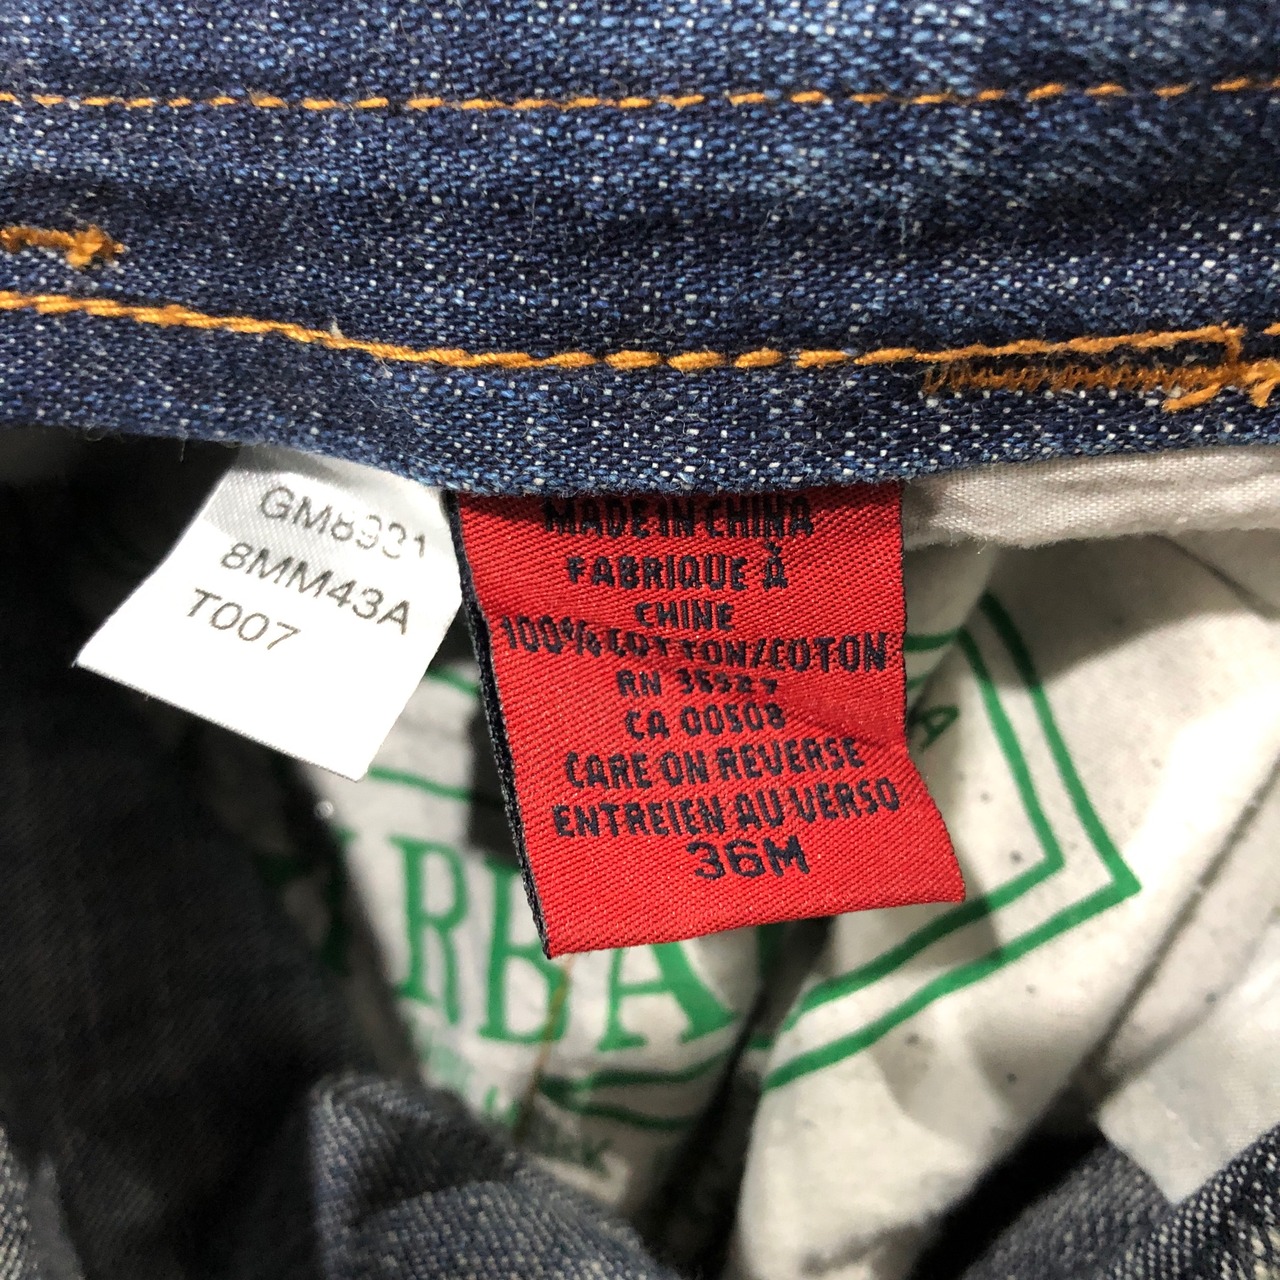 GM8931
8MM43A
T007
MADE IN CHINA
FABRIQUE À
CHINE
100% COTTON/COTON
RN
CA 00508
CARE ON REVERSE
ENTREIEN AU VERSO
36M